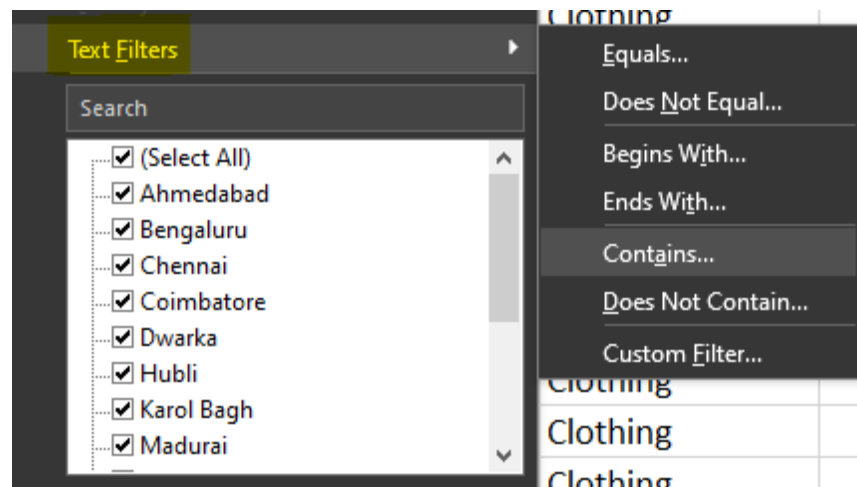 Clothing
Text Filters
Search
(Select All)
Ahmedabad
Bengaluru
Chennai
Coimbatore
Dwarka
Hubli
Karol Bagh
Madurai
Equals...
Does Not Equal...
Begins With...
Ends With...
Contains...
Does Not Contain...
Custom Filter...
Clothing
Clothing
Clothing